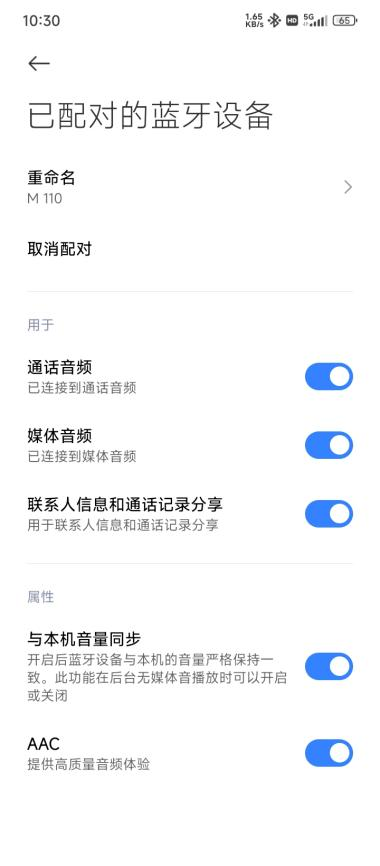 10:30
1.65 KB/s HD 5G 65
已配对的蓝牙设备
重命名
M 110
取消配对
用于
通话音频
已连接到通话音频
媒体音频
已连接到媒体音频
联系人信息和通话记录分享
用于联系人信息和通话记录分享
属性
与本机音量同步
开启后蓝牙设备与本机的音量严格保持一
致。此功能在后台无媒体音播放时可以开启
或关闭
AAC
提供高质量音频体验